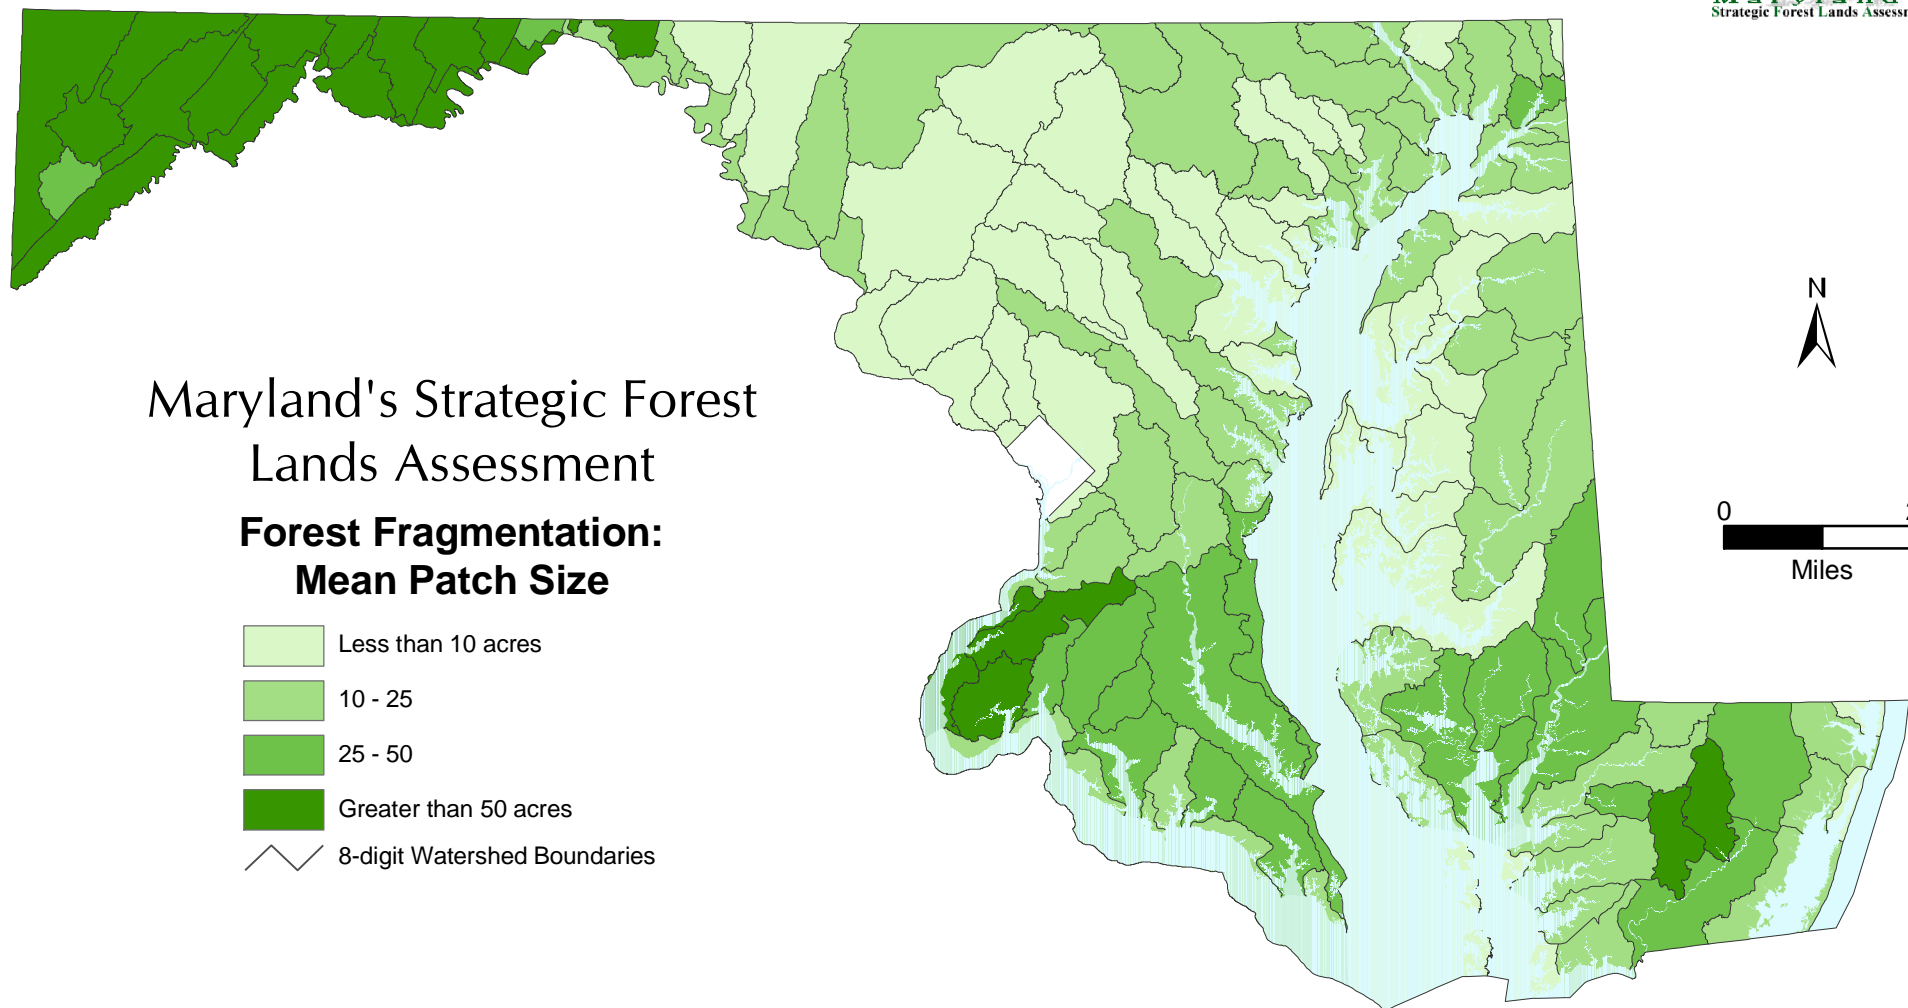 Strategic Forest Lands
N
Maryland's Strategic Forest
Lands Assessment
Forest Fragmentation:
Mean Patch Size
0
Miles
Less than 10 acres
10 - 25
25 - 50
Greater than 50 acres
8-digit Watershed Boundaries